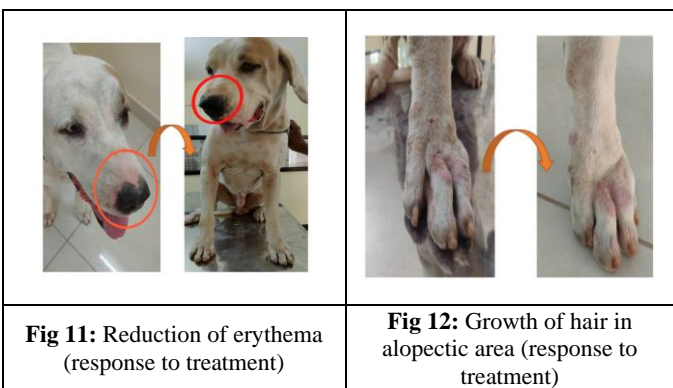 Fig 11: Reduction of erythema
(response to treatment)
Fig 12: Growth of hair in
alopectic area (response to
treatment)